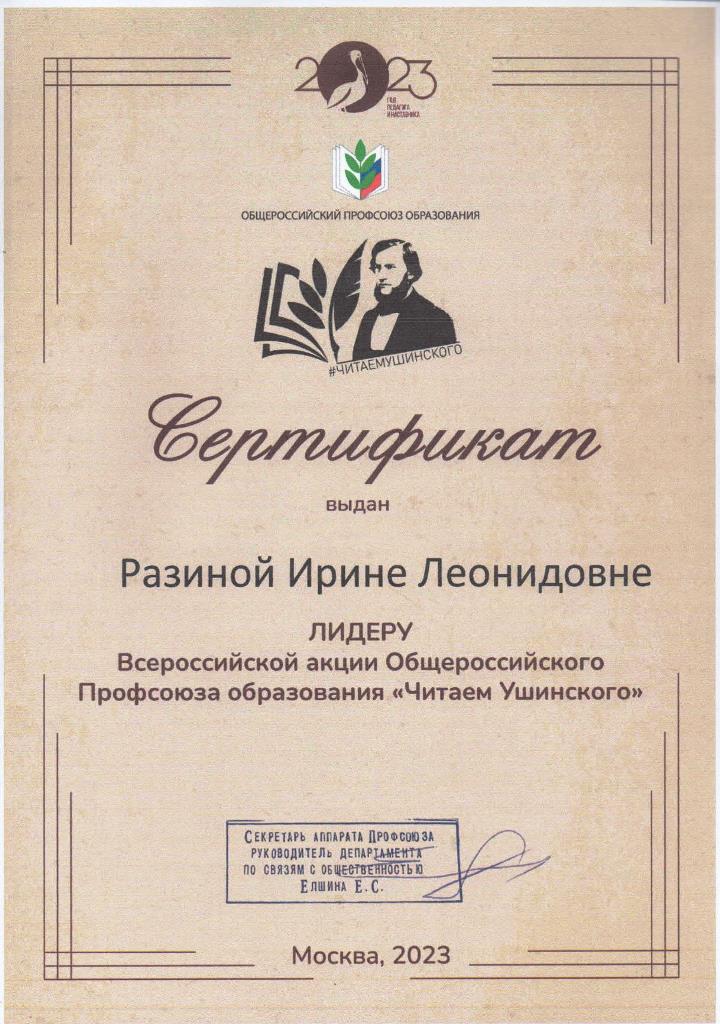 2023
ГОД
ПЕДАГОГА
И НАСТАВНИКА
ОБЩЕРОССИЙСКИЙ ПРОФСОЮЗ ОБРАЗОВАНИЯ
#ЧИТАЕМУШИНСКОГО
Сертификат
выдан
Разиной Ирине Леонидовне
ЛИДЕРУ
Всероссийской акции Общероссийского
Профсоюза образования «Читаем Ушинского»
СЕКРЕТАРЬ АППАРАТА ПРОФСОЮЗА
РУКОВОДИТЕЛЬ ДЕПАРТАМЕНТА
ПО СВЯЗЯМ С ОБЩЕСТВЕННОСТЬЮ
ЕЛШИНА Е.С.
Москва, 2023